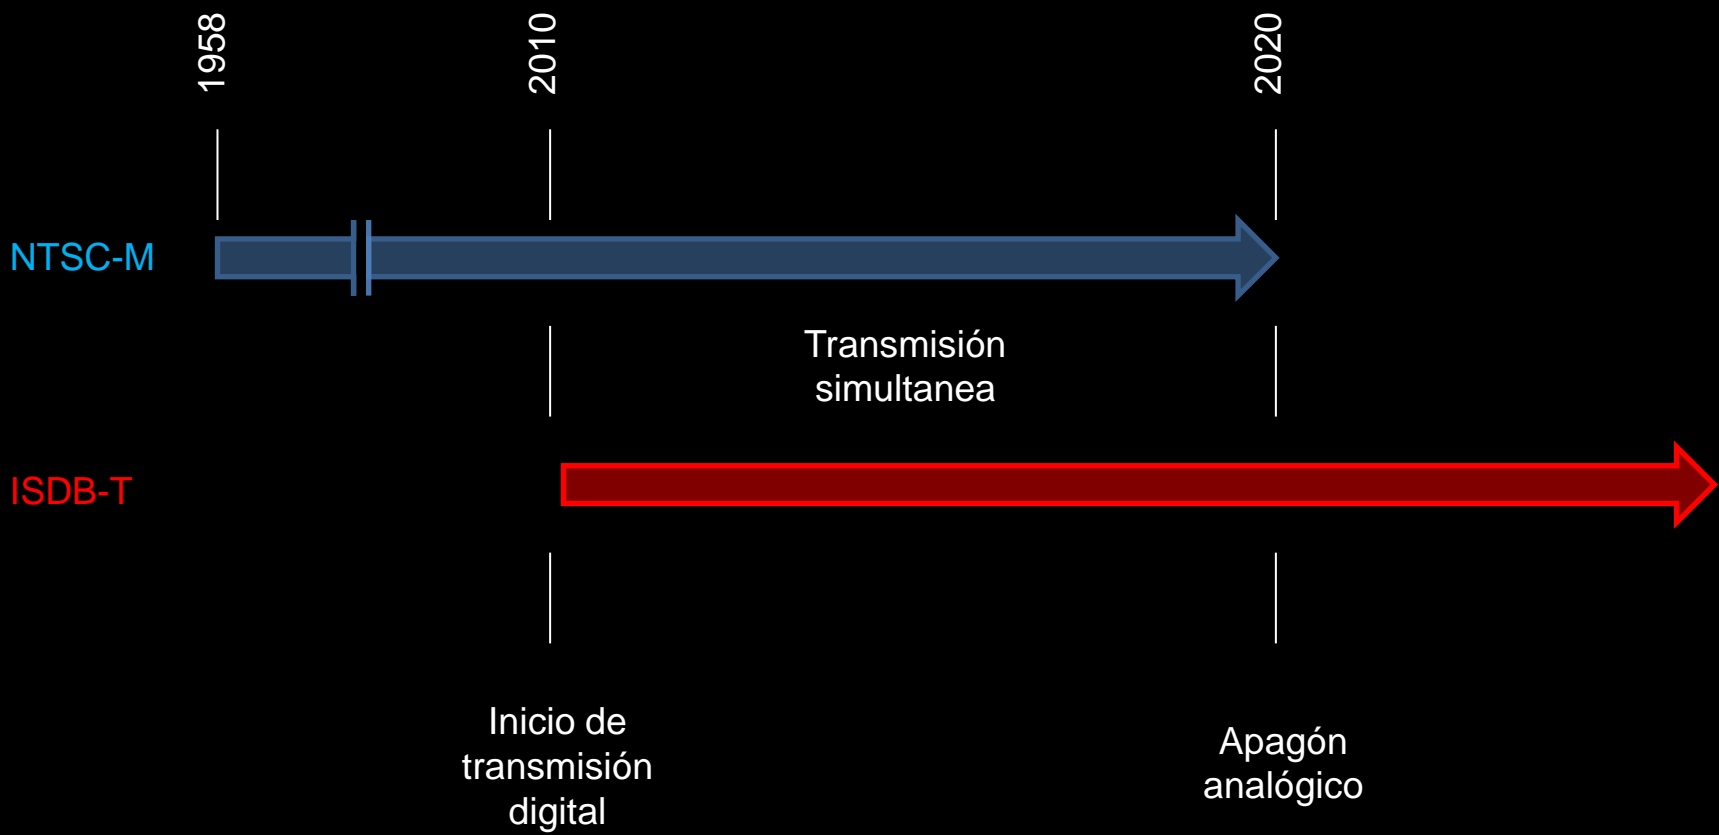 1958
2010
2020
NTSC-M
Transmisión
simultanea
ISDB-T
Inicio de
transmisión
digital
Apagón
analógico